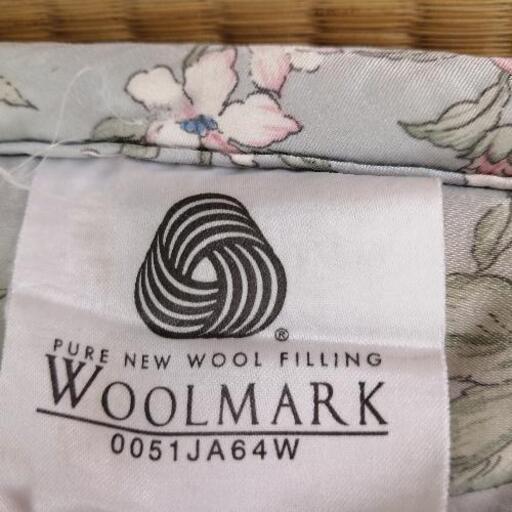 ®
PURE NEW WOOL FILLING
WOOLMARK
0051JA64W